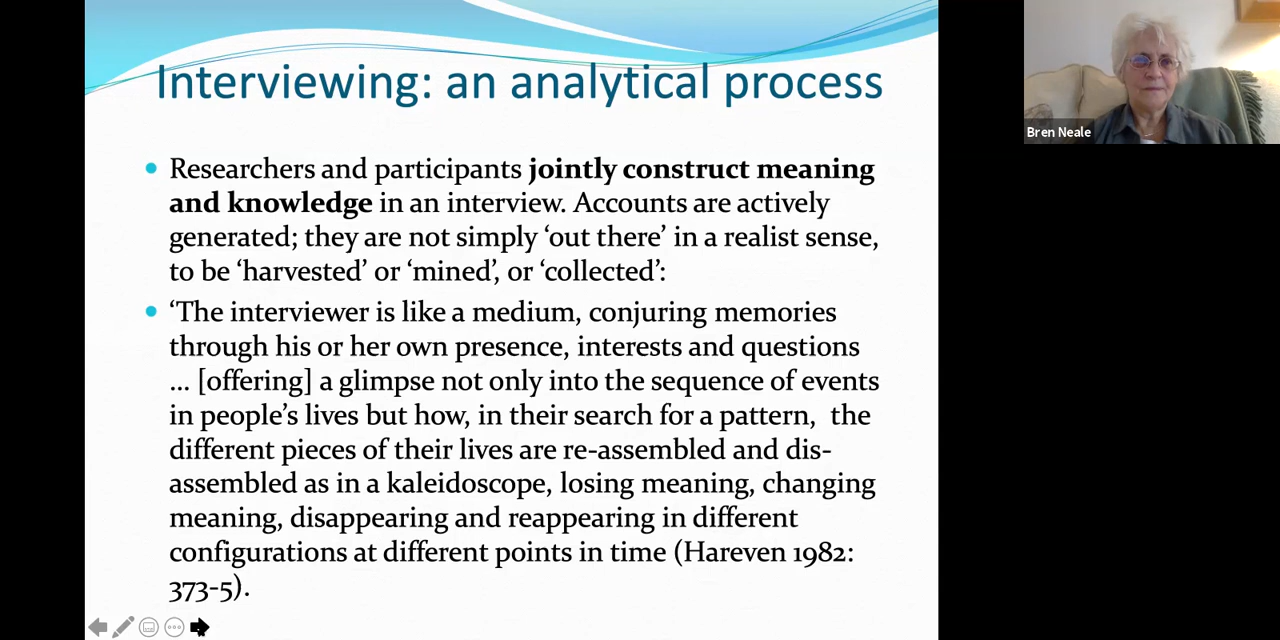 Interviewing: an analytical process
Researchers and participants jointly construct meaning
and knowledge in an interview. Accounts are actively
generated; they are not simply ‘out there’ in a realist sense,
to be ‘harvested’ or ‘mined’, or ‘collected’:
‘The interviewer is like a medium, conjuring memories
through his or her own presence, interests and questions
... [offering] a glimpse not only into the sequence of events
in people’s lives but how, in their search for a pattern,  the
different pieces of their lives are re-assembled and dis-
assembled as in a kaleidoscope, losing meaning, changing
meaning, disappearing and reappearing in different
configurations at different points in time (Hareven 1982:
373-5).
Bren Neale